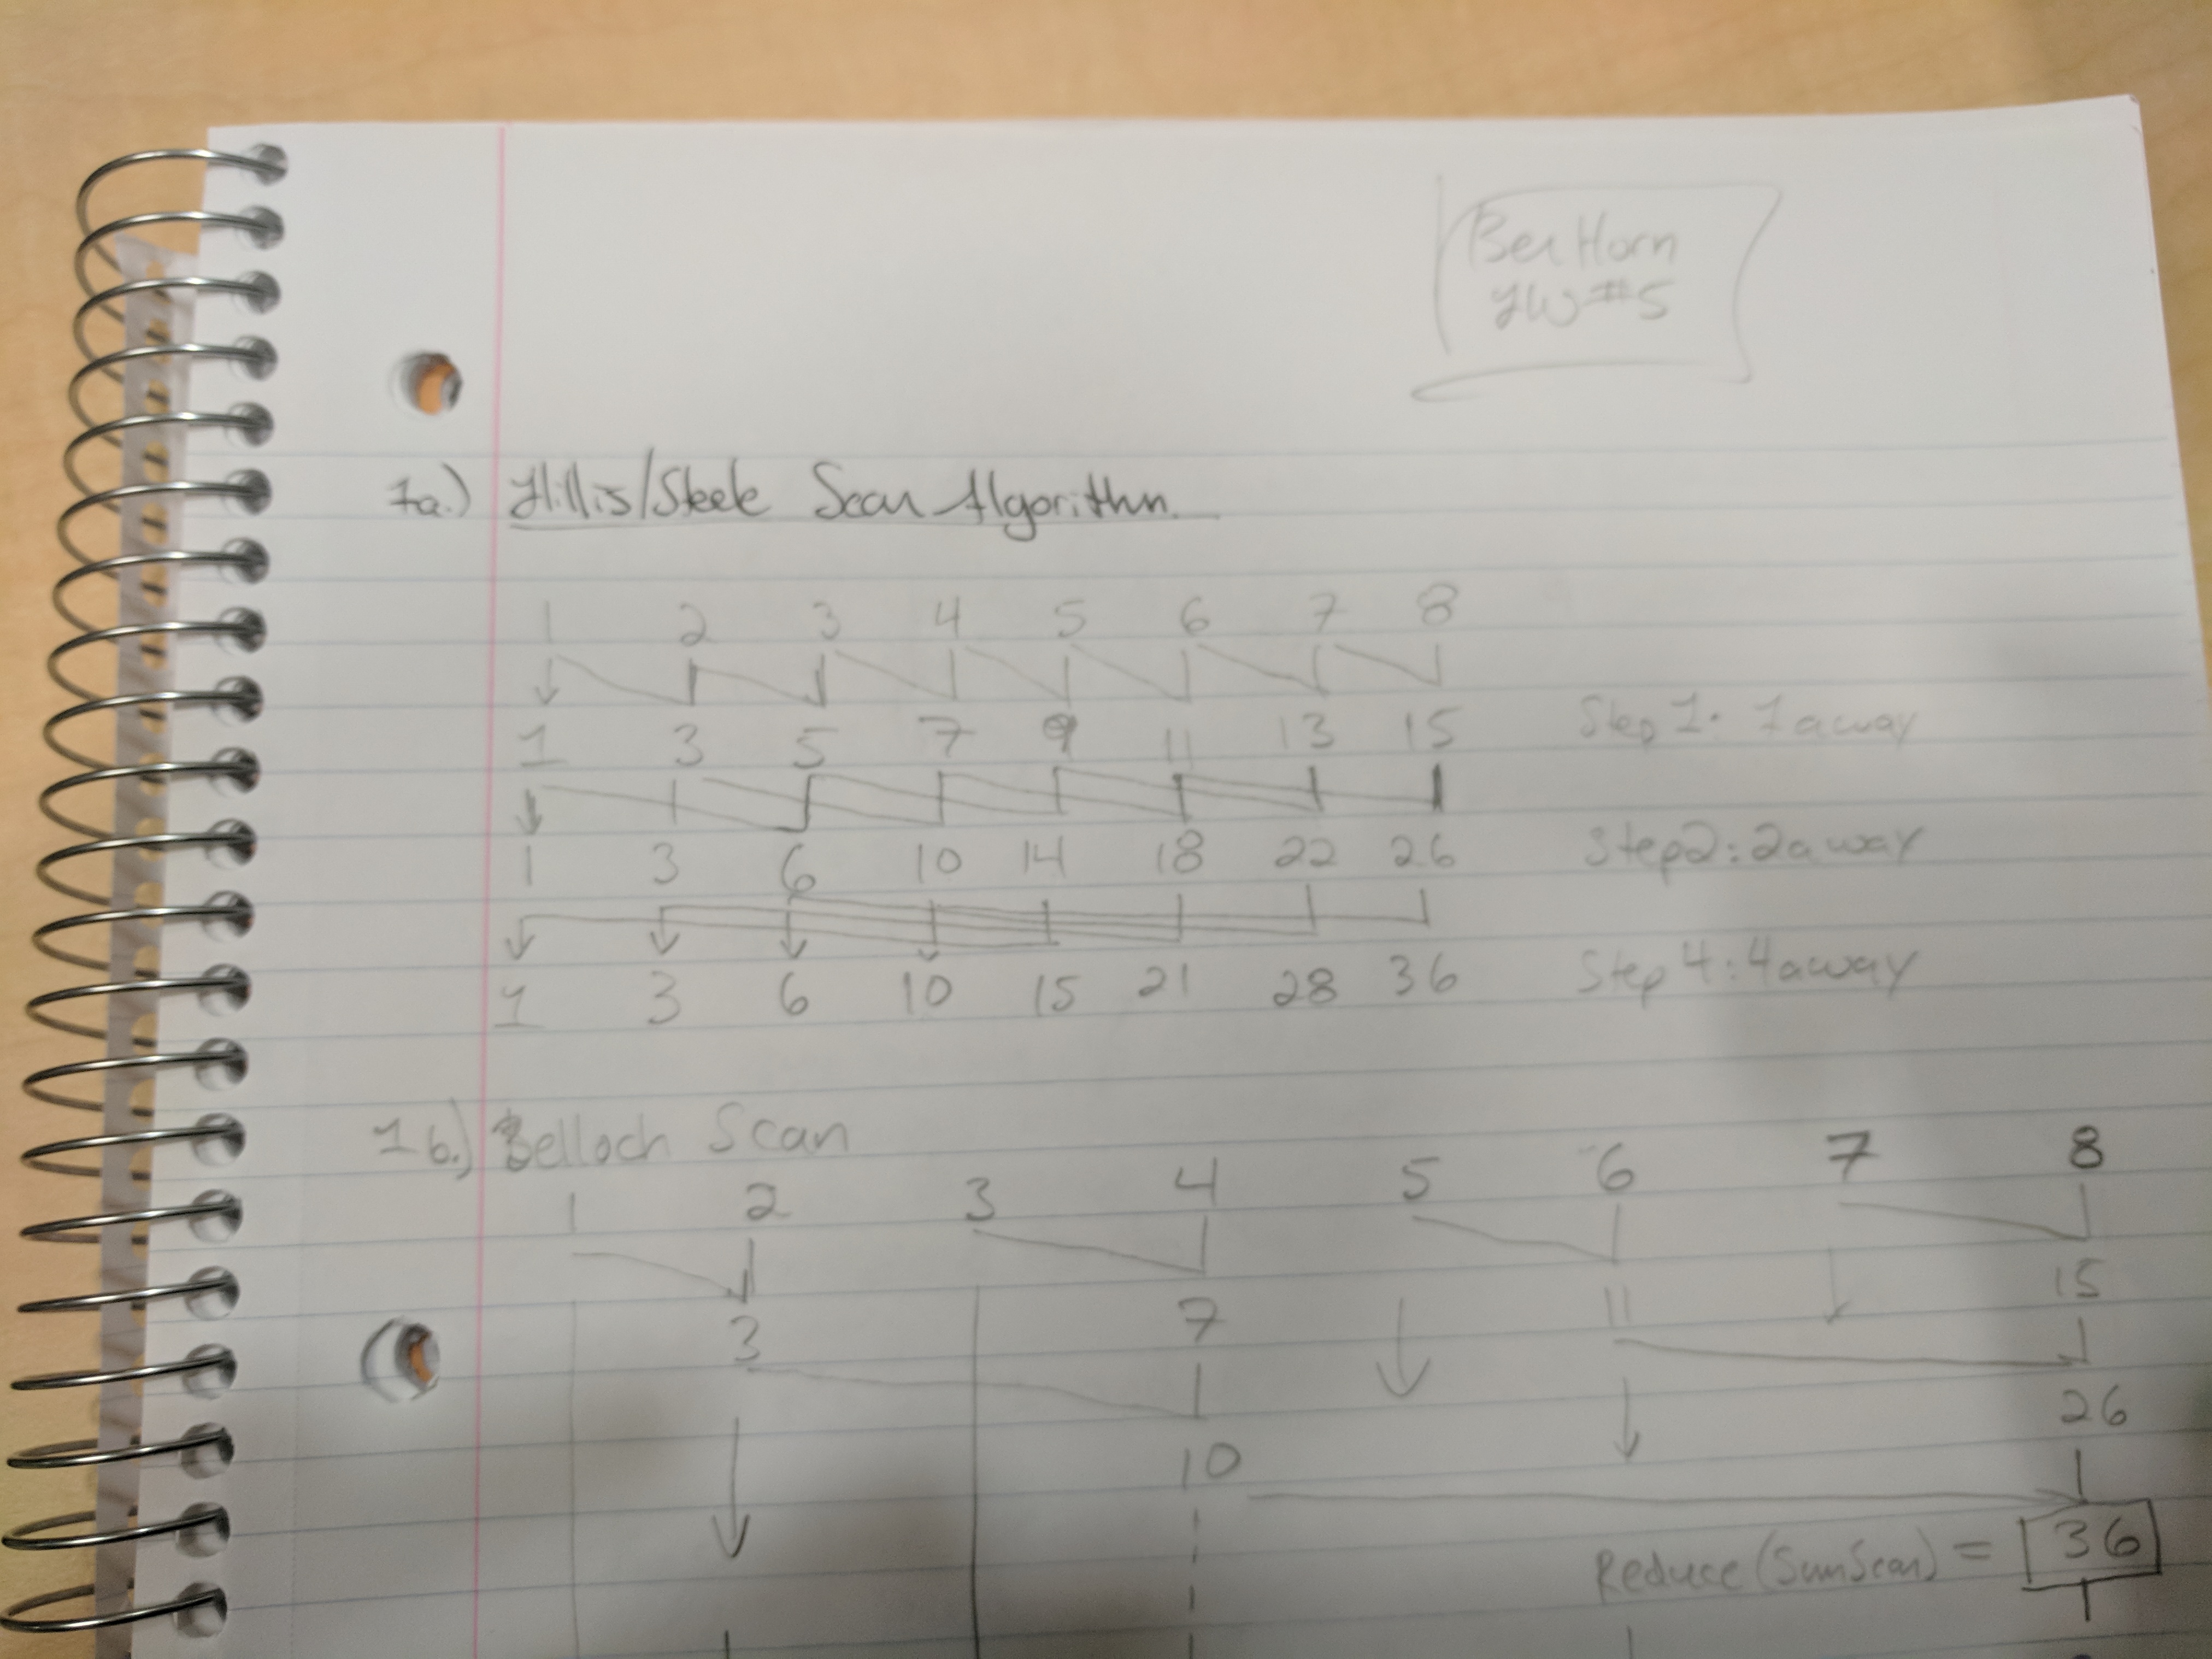 Ben Horn
HW#5
1a.) Hillis/Steele Scan Algorithm.
1 2 3 4 5 6 7 8
1 3 5 7 9 11 13 15 Step 1: 1 away
1 3 6 10 14 18 22 26 Step2: 2 away
1 3 6 10 15 21 28 36 Step 4: 4 away
1b.) Belloch Scan
1 2 3 4 5 6 7 8
3 7 11 15
10 26
Reduce (SumScan) = 36